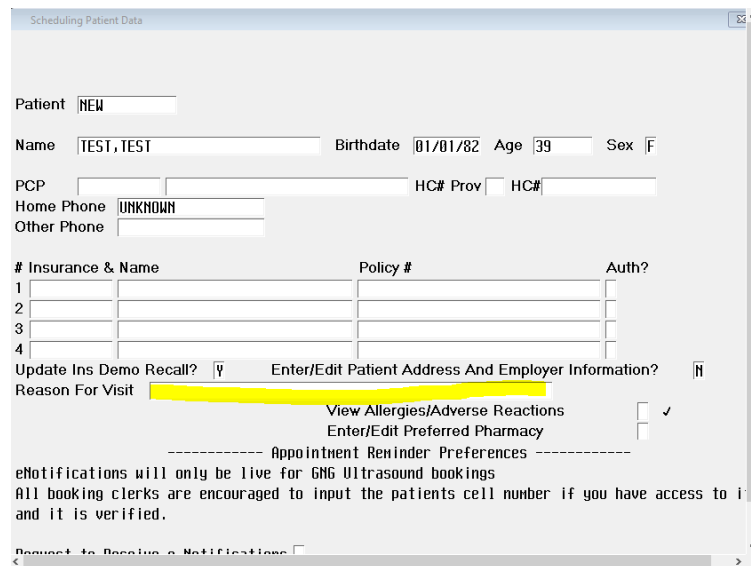 Scheduling Patient Data
Patient NEW
Name TEST,TEST Birthdate 01/01/82 Age 39 Sex F
PCP HC# Prov HC#
Home Phone UNKNOWN
Other Phone
# Insurance & Name Policy # Auth?
1
2
3
4
Update Ins Demo Recall? Y Enter/Edit Patient Address And Employer Information? N
Reason For Visit
View Allergies/Adverse Reactions ✓
Enter/Edit Preferred Pharmacy
------------ Appointment Reminder Preferences ------------
eNotifications will only be live for GNG Ultrasound bookings
All booking clerks are encouraged to input the patients cell number if you have access to
and it is verified.
Request to Receive e Notifications